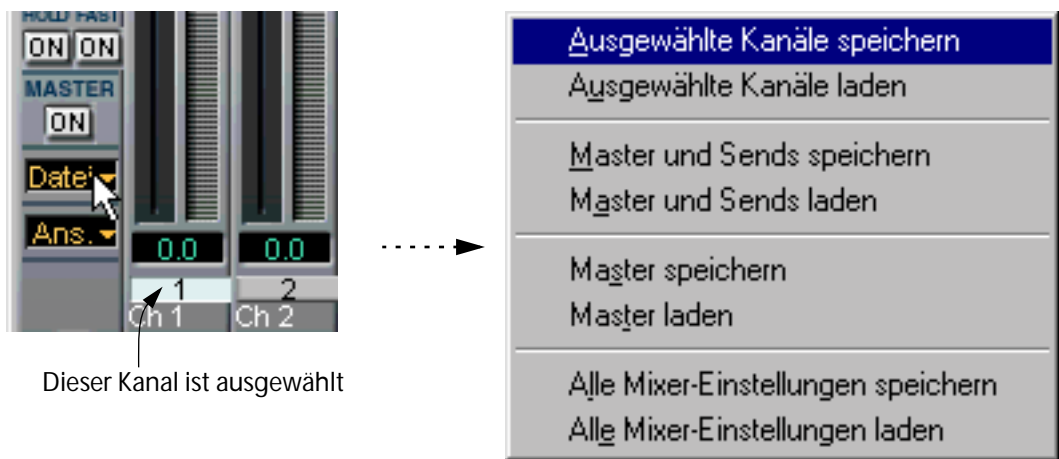 HOLD FAST
ON ON
MASTER
ON
Datei
Ans.
0.0 0.0
1 2
Ch 1 Ch 2
Dieser Kanal ist ausgewählt
Ausgewählte Kanäle speichern
Ausgewählte Kanäle laden
Master und Sends speichern
Master und Sends laden
Master speichern
Master laden
Alle Mixer-Einstellungen speichern
Alle Mixer-Einstellungen laden